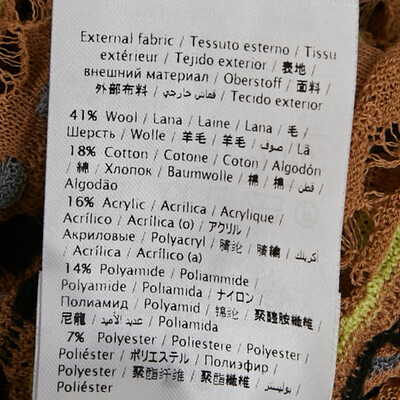 External fabric / Tessuto esterno / Tissu
extérieur / Tejido exterior / 表地 /
внешний материал / Oberstoff / 面料 /
外部布料 / قماش خارجي / Tecido exterior
41% Wool / Lana / Laine / Lana / 毛 /
Шерсть / Wolle / 羊毛 / 羊毛 / صوف / Lã
18% Cotton / Cotone / Coton / Algodón
/ 綿 / Хлопок / Baumwolle / 棉 / 棉 / قطن /
Algodão
16% Acrylic / Acrilica / Acrylique /
Acrílico / Acrílica (o) / アクリル /
Акриловые / Polyacryl / 腈纶 / 腈綸 / أكريلك
/ Acrílica / Acrílico (a)
14% Polyamide / Poliammide /
Polyamide / Poliamida / ナイロン /
Полиамид / Polyamid / 锦纶 / 聚醯胺纖維 /
尼龍 / عديد الأميد / Poliamida
7% Polyester / Poliestere / Polyester /
Poliéster / ポリエステル / Полиэфир /
Polyester / 聚酯纤维 / 聚酯纖維 / بوليستر /
Poliéster